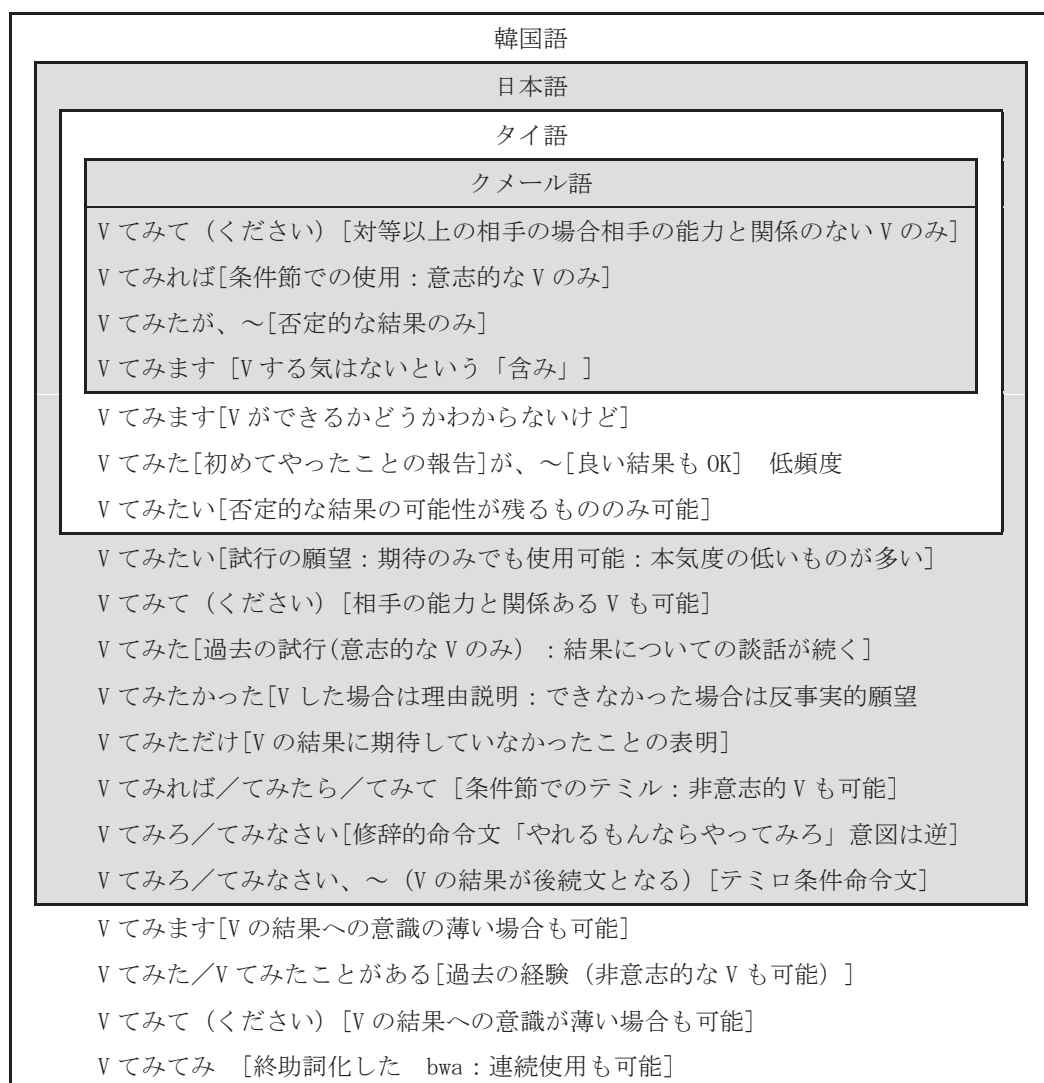 韓国語
日本語
タイ語
クメール語
V てみて（ください）[対等以上の相手の場合相手の能力と関係のない V のみ]
V てみれば[条件節での使用：意志的な V のみ]
V てみたが、～[否定的な結果のみ]
V てみます [V する気はないという「含み」]
V てみます[V ができるかどうかわからないけど]
V てみた[初めてやったことの報告]が、～[良い結果も OK]　低頻度
V てみたい[否定的な結果の可能性が残るもののみ可能]
V てみたい[試行の願望：期待のみでも使用可能：本気度の低いものが多い]
V てみて（ください）[相手の能力と関係ある V も可能]
V てみた[過去の試行(意志的な V のみ）：結果についての談話が続く]
V てみたかった[V した場合は理由説明：できなかった場合は反事実的願望
V てみただけ[V の結果に期待していなかったことの表明]
V てみれば／てみたら／てみて [条件節でのテミル：非意志的 V も可能]
V てみろ／てみなさい[修辞的命令文「やれるもんならやってみろ」意図は逆]
V てみろ／てみなさい、～（V の結果が後続文となる）[テミロ条件命令文]
V てみます[V の結果への意識の薄い場合も可能]
V てみた／V てみたことがある[過去の経験（非意志的な V も可能）]
V てみて（ください）[V の結果への意識が薄い場合も可能]
V てみてみ　[終助詞化した　bwa：連続使用も可能]